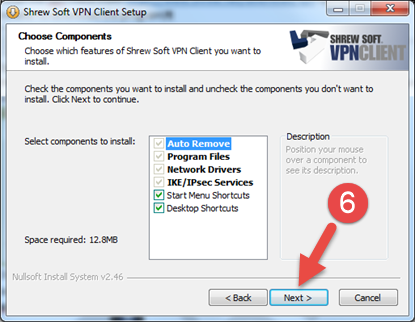 Shrew Soft VPN Client Setup
Choose Components
Choose which features of Shrew Soft VPN Client you want to
install.
SHREW SOFT
VPNCLIENT
Check the components you want to install and uncheck the components you don't want to
install. Click Next to continue.
Select components to install:
Auto Remove
Program Files
Network Drivers
IKE/IPsec Services
Start Menu Shortcuts
Desktop Shortcuts
Description
Position your mouse
over a component to
see its description.
6
Space required: 12.8MB
Nullsoft Install System v2.46
< Back
Next >
Cancel